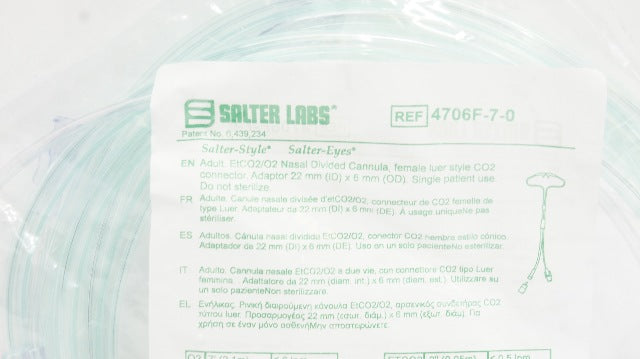 SALTER LABS®
REF 4706F-7-0
Patent No. 6,439,234
Salter-Style® Salter-Eyes®
EN Adult. EtCO2/O2 Nasal Divided Cannula, female luer style CO2
connector. Adaptor 22 mm (ID) x 6 mm (OD). Single patient use.
Do not sterilize.
FR Adulte. Canule nasale divisée d'etCO2/O2, connecteur de CO2 femelle de
type Luer. Adaptateur de 22 mm (DI) x 6 mm (DE). À usage uniqueNe pas
stériliser.
ES Adultos. Cánula nasal dividida EtCO2/O2, conector CO2 hembra estilo cónico.
Adaptador de 22 mm (DI) x 6 mm (DE). Uso en un solo pacienteNo esterilizar.
IT Adulto. Cannula nasale EtCO2/O2 a due vie, con connettore CO2 tipo Luer
femmina. Adattatore da 22 mm (diam. int.) x 6 mm (diam. est.). Utilizzare su
un solo pazienteNon sterilizzare.
EL Ενήλικας. Ρινική διαιρούμενη κάνουλα EtCO2/O2, αρσενικός συνδετήρας CO2
τύπου luer. Προσαρμογέας 22 mm (εσωτ. διάμ.) x 6 mm (εξωτ. διάμ). Για
χρήση σε έναν μόνο ασθενήΜην αποστειρώνετε.